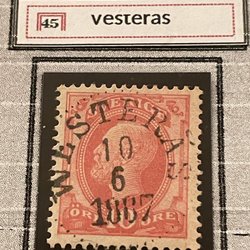 45 vesteras
SVERIGE
WESTERÅS
10
6
1887
ÖRE ÖRE